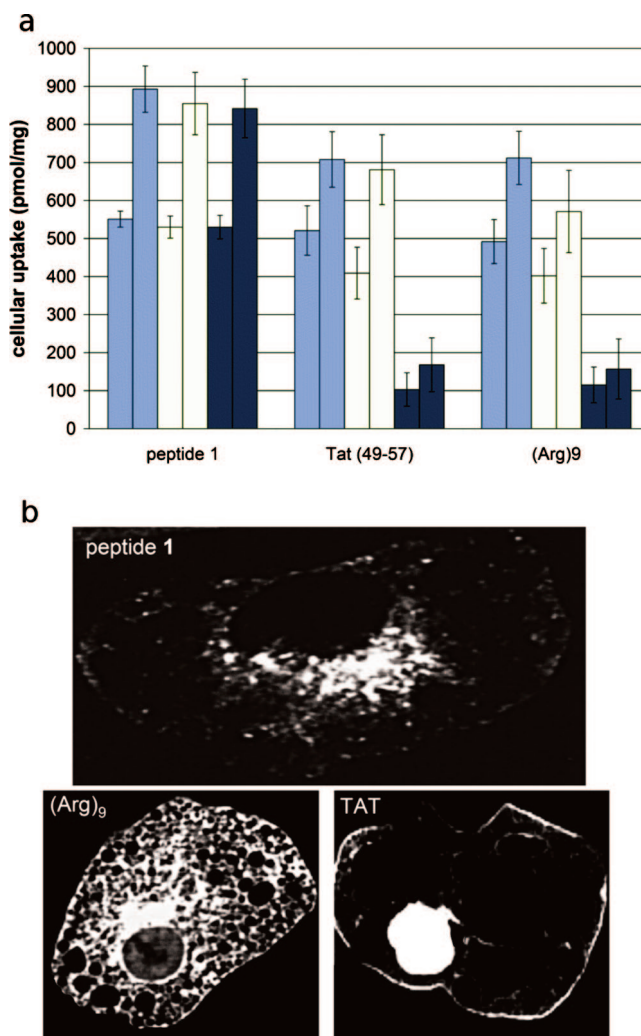 a
1000
900
800
700
600
500
400
300
200
100
0
cellular uptake (pmol/mg)
peptide 1 Tat (49-57) (Arg)9
b
peptide 1
(Arg)9
TAT